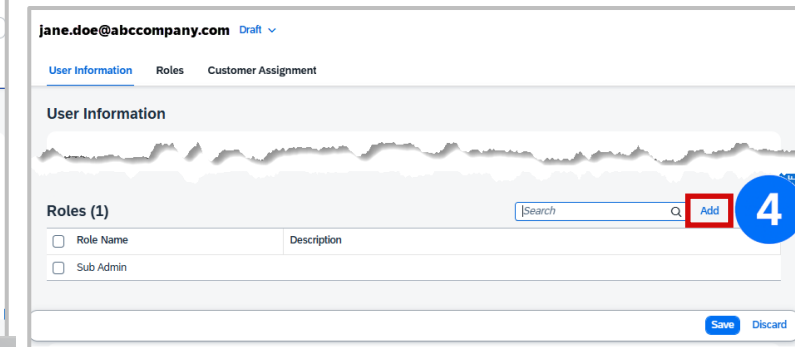 jane.doe@abccompany.com Draft
User Information Roles Customer Assignment
User Information
Roles (1)
Search
Add
4
Role Name Description
Sub Admin
Save Discard